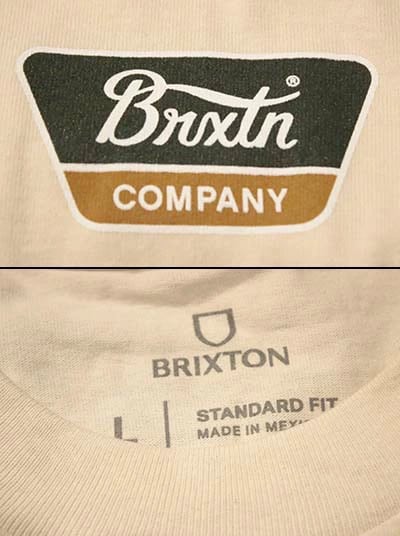 Brxtn®
COMPANY
BRIXTON
L
STANDARD FIT
MADE IN